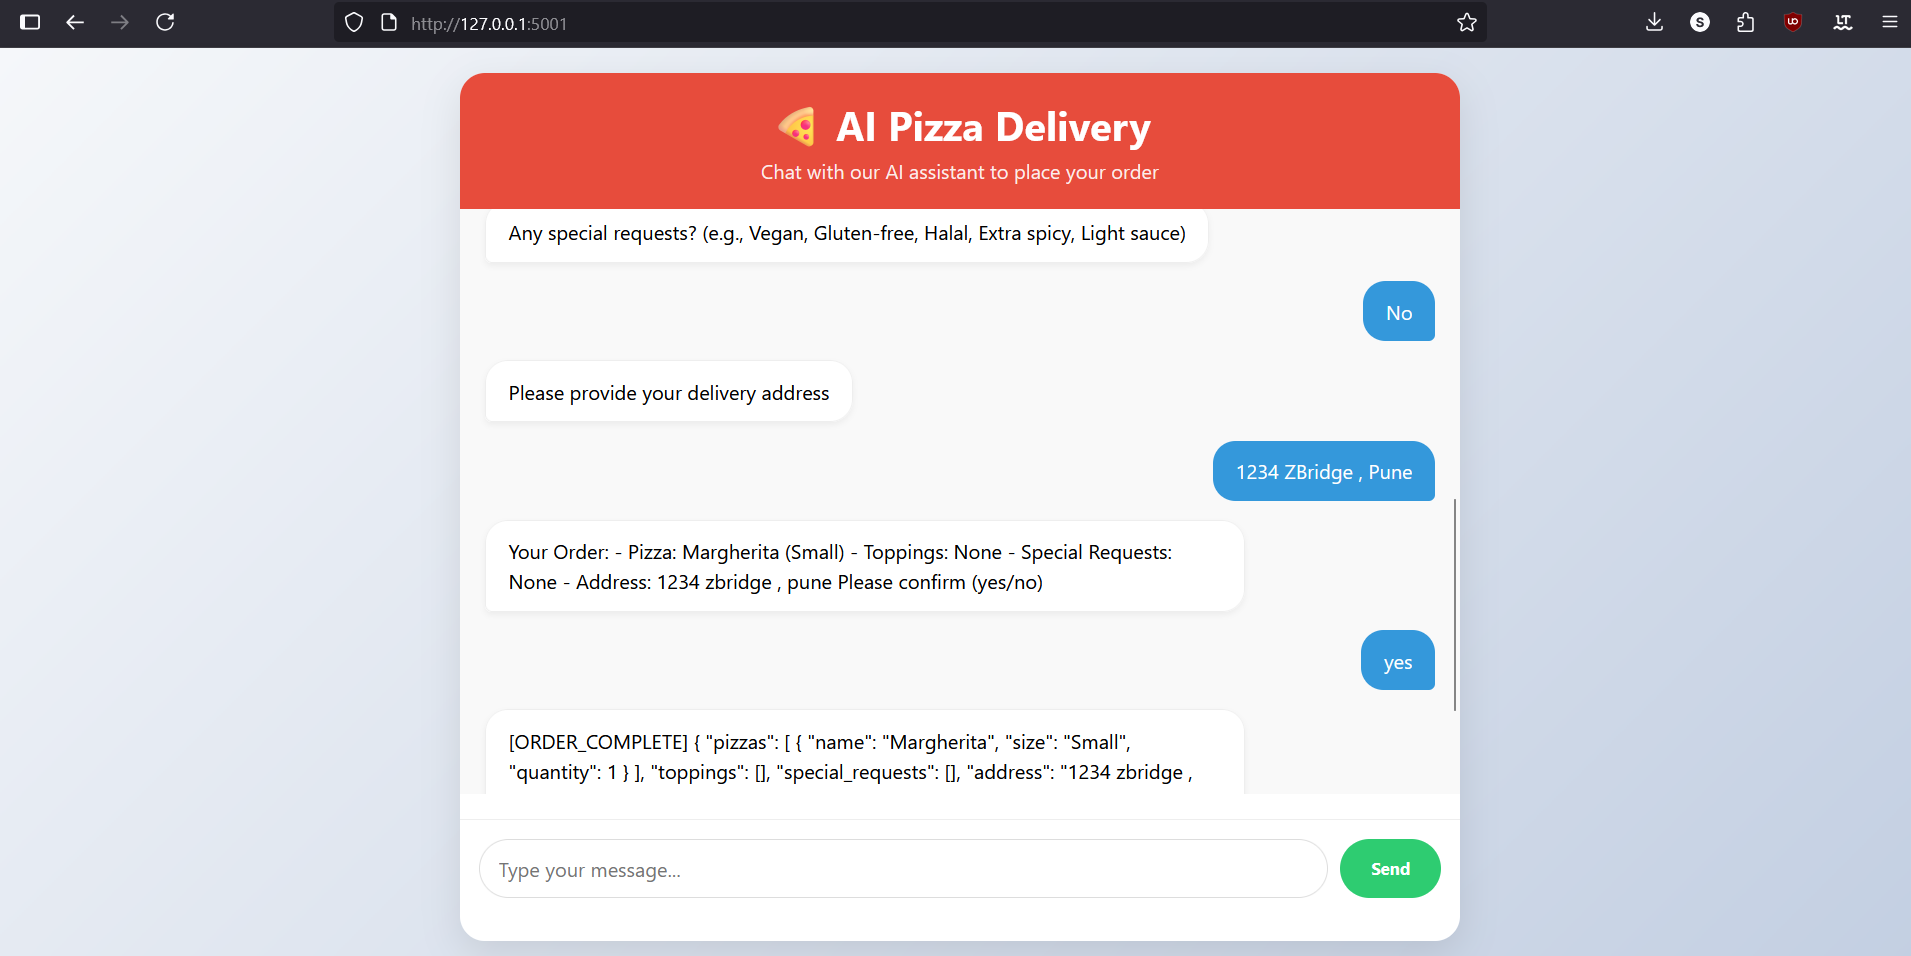 http://127.0.0.1:5001
S
uo
LT
AI Pizza Delivery
Chat with our AI assistant to place your order
Any special requests? (e.g., Vegan, Gluten-free, Halal, Extra spicy, Light sauce)
No
Please provide your delivery address
1234 ZBridge , Pune
Your Order: - Pizza: Margherita (Small) - Toppings: None - Special Requests:
None - Address: 1234 zbridge , pune Please confirm (yes/no)
yes
[ORDER_COMPLETE] { "pizzas": [ { "name": "Margherita", "size": "Small",
"quantity": 1 } ], "toppings": [], "special_requests": [], "address": "1234 zbridge ,
Type your message...
Send